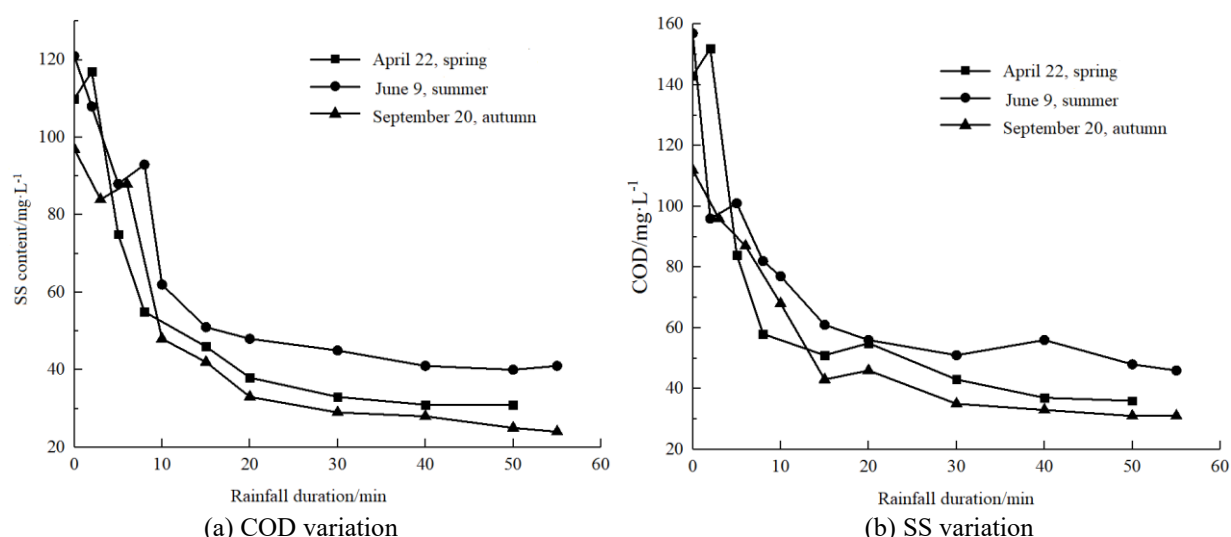 120
100
80
60
40
20
SS content/mg·L-1
April 22, spring
June 9, summer
September 20, autumn
0 10 20 30 40 50 60
Rainfall duration/min
(a) COD variation
160
140
120
100
80
60
40
20
COD/mg·L-1
April 22, spring
June 9, summer
September 20, autumn
0 10 20 30 40 50 60
Rainfall duration/min
(b) SS variation